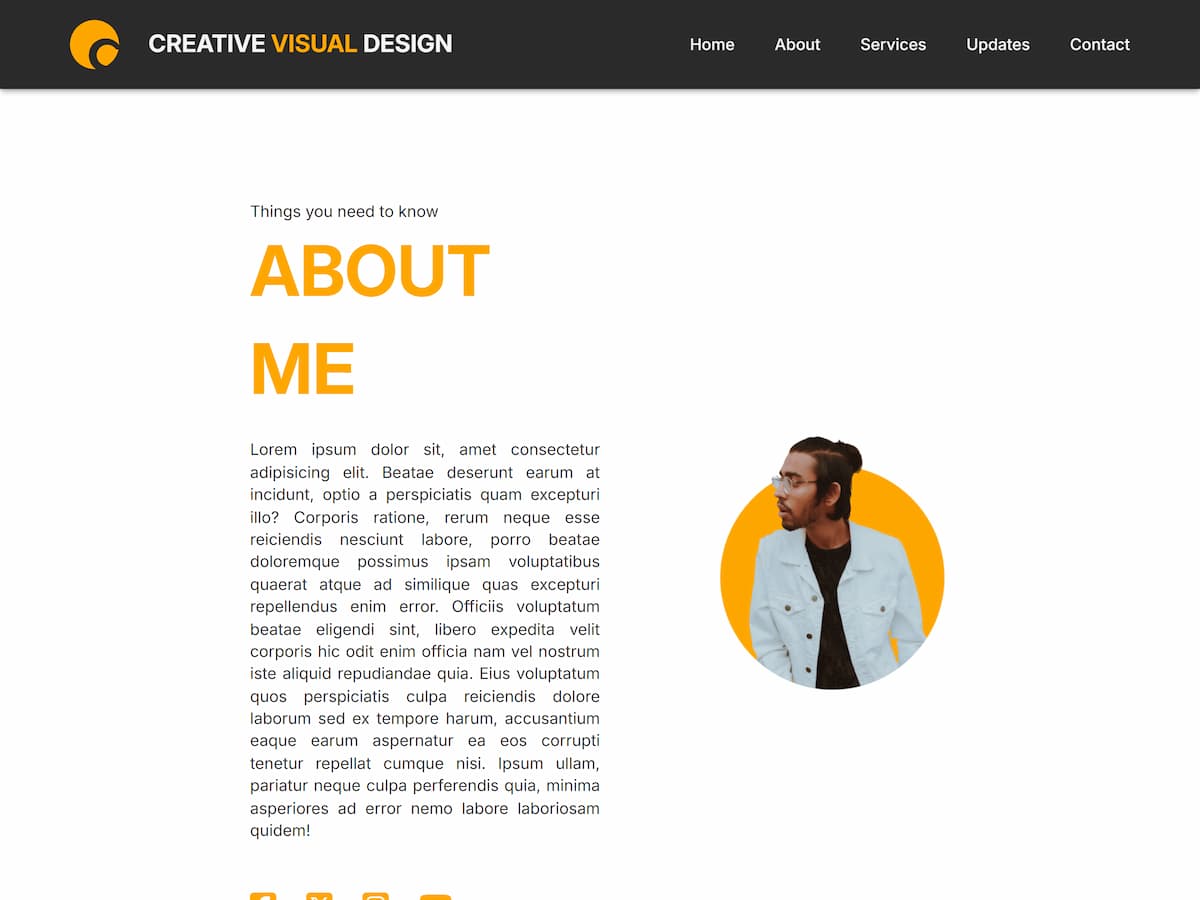 CREATIVE VISUAL DESIGN
Home About Services Updates Contact
Things you need to know
ABOUT
ME
Lorem ipsum dolor sit, amet consectetur
adipisicing elit. Beatae deserunt earum at
incidunt, optio a perspiciatis quam excepturi
illo? Corporis ratione, rerum neque esse
reiciendis nesciunt labore, porro beatae
doloremque possimus ipsam voluptatibus
quaerat atque ad similique quas excepturi
repellendus enim error. Officiis voluptatum
beatae eligendi sint, libero expedita velit
corporis hic odit enim officia nam vel nostrum
iste aliquid repudiandae quia. Eius voluptatum
quos perspiciatis culpa reiciendis dolore
laborum sed ex tempore harum, accusantium
eaque earum aspernatur ea eos corrupti
tenetur repellat cumque nisi. Ipsum ullam,
pariatur neque culpa perferendis quia, minima
asperiores ad error nemo labore laboriosam
quidem!